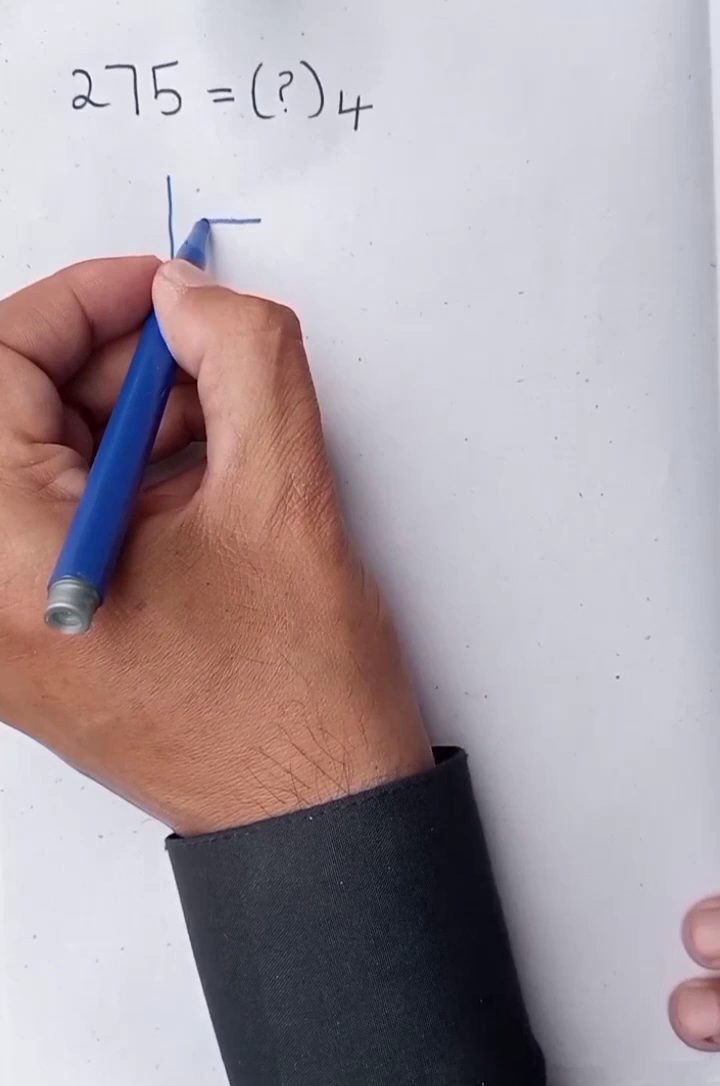 275 = (?)₄